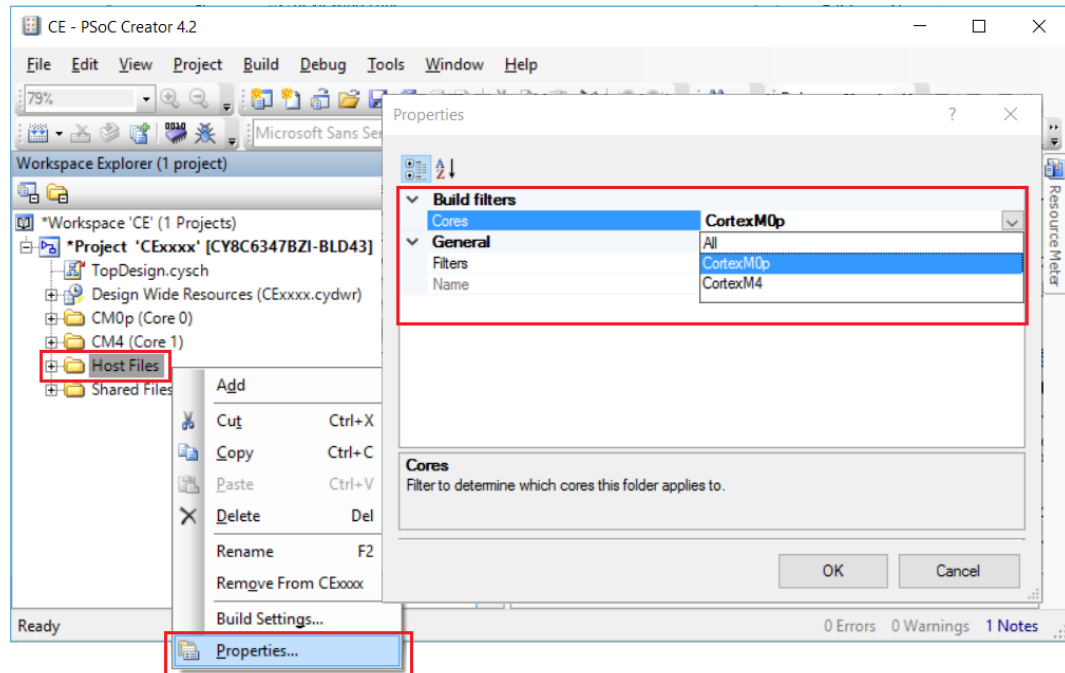 CE - PSoC Creator 4.2
File Edit View Project Build Debug Tools Window Help
79%
Microsoft Sans Ser
Workspace Explorer (1 project)
*Workspace 'CE' (1 Projects)
*Project 'CExxxx' [CY8C6347BZI-BLD43]
TopDesign.cysch
Design Wide Resources (CExxxx.cydwr)
CM0p (Core 0)
CM4 (Core 1)
Host Files
Shared Files
Add
Cut Ctrl+X
Copy Ctrl+C
Paste Ctrl+V
Delete Del
Rename F2
Remove From CExxxx
Build Settings...
Properties...
Properties
?
Build filters
Cores CortexM0p
General
Filters
Name
All
CortexM0p
CortexM4
Cores
Filter to determine which cores this folder applies to.
OK Cancel
Resource Meter
Ready 0 Errors 0 Warnings 1 Notes